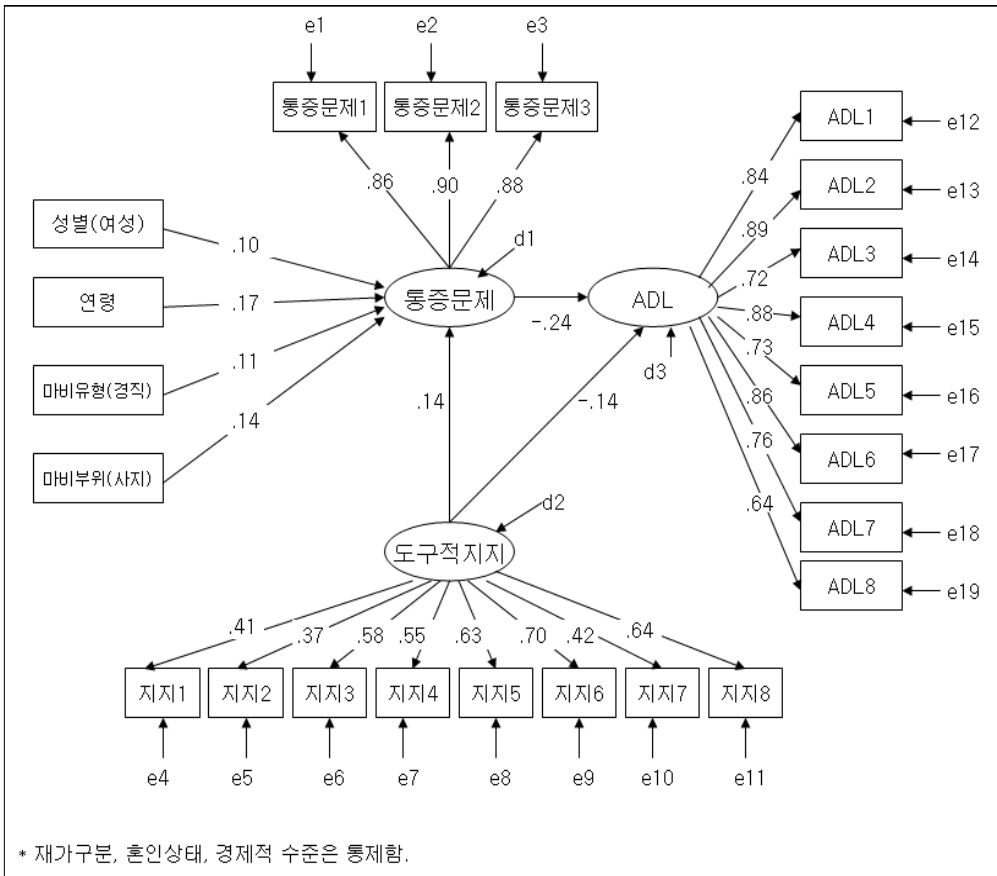 e1
e2
e3
통증문제1
통증문제2
통증문제3
.86
.90
.88
성별(여성)
연령
마비유형(경직)
마비부위(사지)
.10
.17
.11
.14
d1
통증문제
-.24
ADL
d3
.14
-.14
d2
도구적지지
ADL1
ADL2
ADL3
ADL4
ADL5
ADL6
ADL7
ADL8
.84
.89
.72
.88
.73
.86
.76
.64
e12
e13
e14
e15
e16
e17
e18
e19
.41
.37
.58
.55
.63
.70
.42
.64
지지1
지지2
지지3
지지4
지지5
지지6
지지7
지지8
e4
e5
e6
e7
e8
e9
e10
e11
* 재가구분, 혼인상태, 경제적 수준은 통제함.